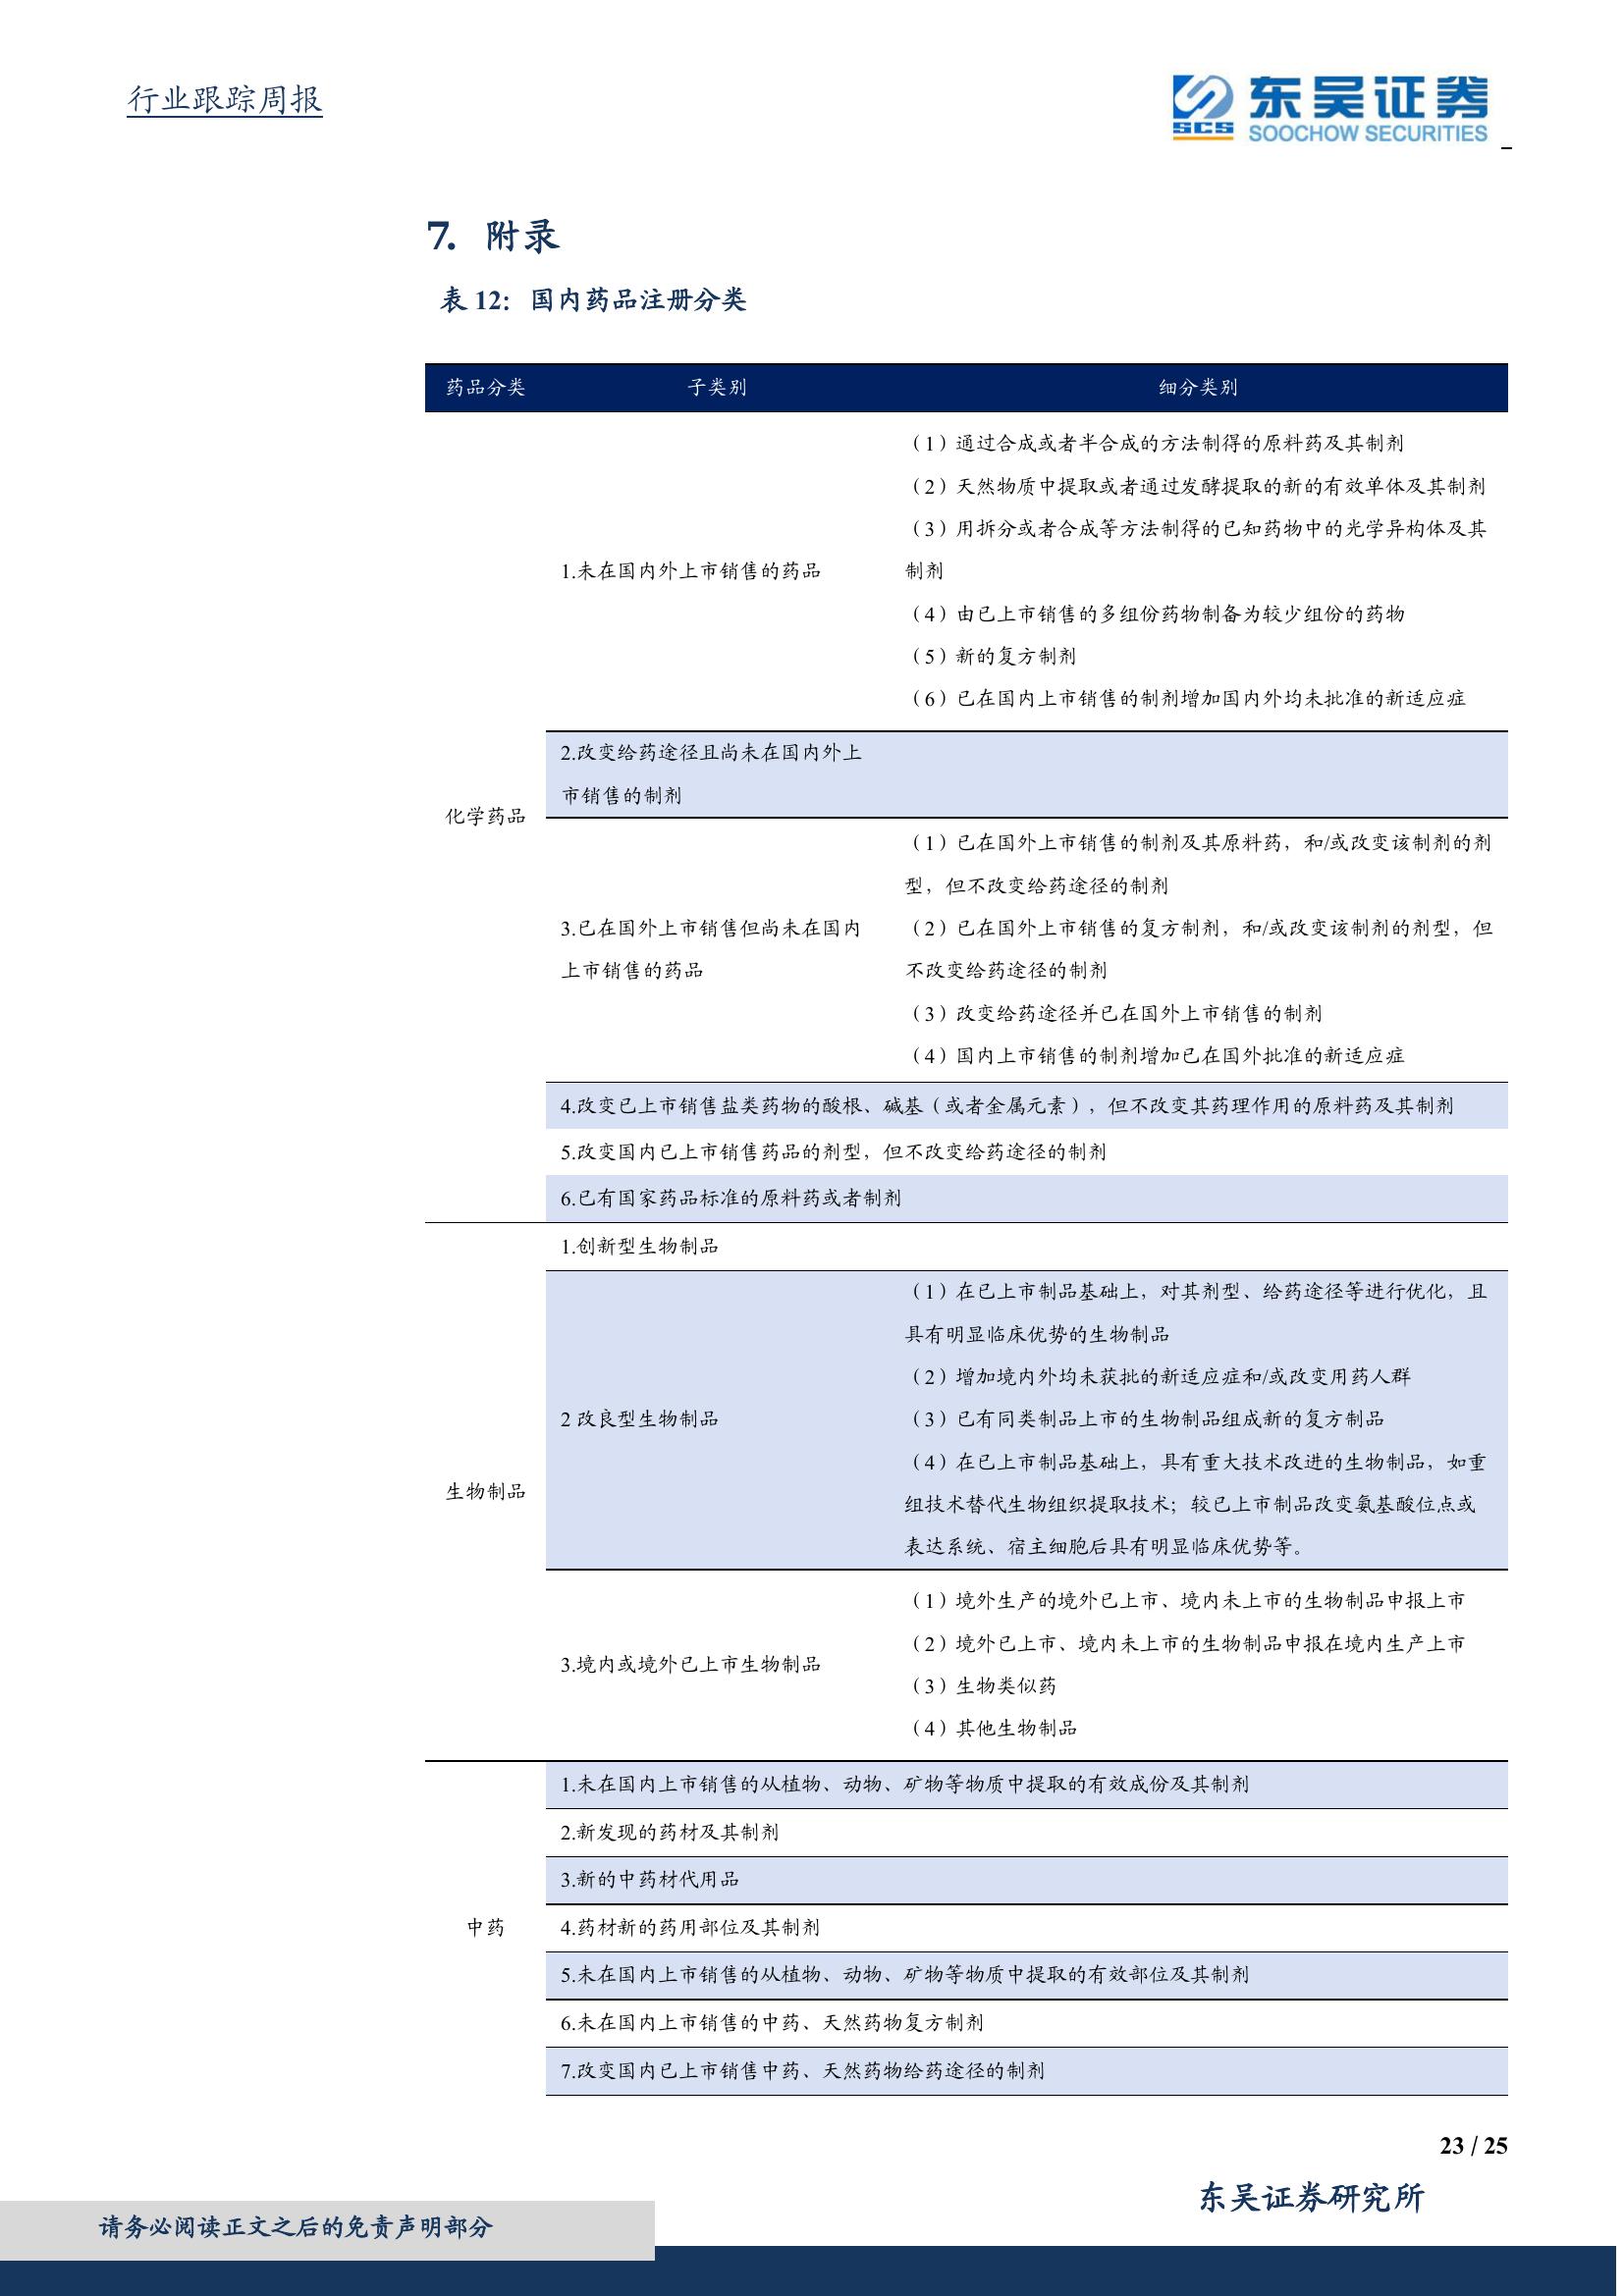 行业跟踪周报
SCS
东吴证券
SOOCHOW SECURITIES
7. 附录
表 12：国内药品注册分类
药品分类 子类别 细分类别
（1）通过合成或者半合成的方法制得的原料药及其制剂
（2）天然物质中提取或者通过发酵提取的新的有效单体及其制剂
（3）用拆分或者合成等方法制得的已知药物中的光学异构体及其
1.未在国内外上市销售的药品 制剂
（4）由已上市销售的多组份药物制备为较少组份的药物
（5）新的复方制剂
（6）已在国内上市销售的制剂增加国内外均未批准的新适应症
2.改变给药途径且尚未在国内外上
市销售的制剂
化学药品
（1）已在国外上市销售的制剂及其原料药，和/或改变该制剂的剂
型，但不改变给药途径的制剂
3.已在国外上市销售但尚未在国内 （2）已在国外上市销售的复方制剂，和/或改变该制剂的剂型，但
上市销售的药品 不改变给药途径的制剂
（3）改变给药途径并已在国外上市销售的制剂
（4）国内上市销售的制剂增加已在国外批准的新适应症
4.改变已上市销售盐类药物的酸根、碱基（或者金属元素），但不改变其药理作用的原料药及其制剂
5.改变国内已上市销售药品的剂型，但不改变给药途径的制剂
6.已有国家药品标准的原料药或者制剂
1.创新型生物制品
（1）在已上市制品基础上，对其剂型、给药途径等进行优化，且
具有明显临床优势的生物制品
（2）增加境内外均未获批的新适应症和/或改变用药人群
2 改良型生物制品 （3）已有同类制品上市的生物制品组成新的复方制品
（4）在已上市制品基础上，具有重大技术改进的生物制品，如重
生物制品
组技术替代生物组织提取技术；较已上市制品改变氨基酸位点或
表达系统、宿主细胞后具有明显临床优势等。
（1）境外生产的境外已上市、境内未上市的生物制品申报上市
（2）境外已上市、境内未上市的生物制品申报在境内生产上市
3.境内或境外已上市生物制品
（3）生物类似药
（4）其他生物制品
1.未在国内上市销售的从植物、动物、矿物等物质中提取的有效成份及其制剂
2.新发现的药材及其制剂
3.新的中药材代用品
中药 4.药材新的药用部位及其制剂
5.未在国内上市销售的从植物、动物、矿物等物质中提取的有效部位及其制剂
6.未在国内上市销售的中药、天然药物复方制剂
7.改变国内已上市销售中药、天然药物给药途径的制剂
23 / 25
东吴证券研究所
请务必阅读正文之后的免责声明部分